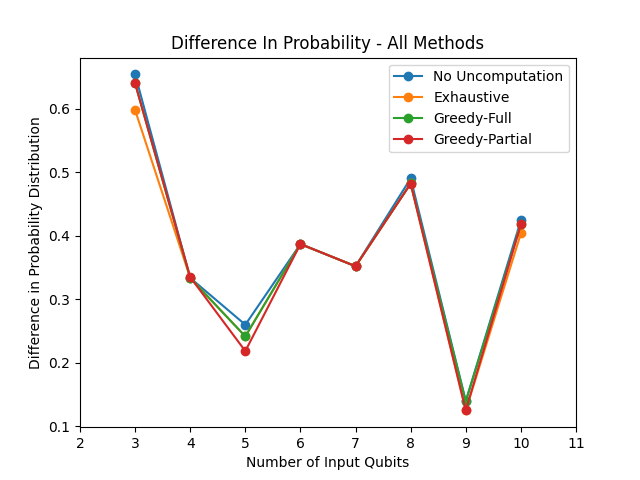 Difference In Probability - All Methods
Difference in Probability Distribution
0.6
0.5
0.4
0.3
0.2
0.1
No Uncomputation
Exhaustive
Greedy-Full
Greedy-Partial
2 3 4 5 6 7 8 9 10 11
Number of Input Qubits